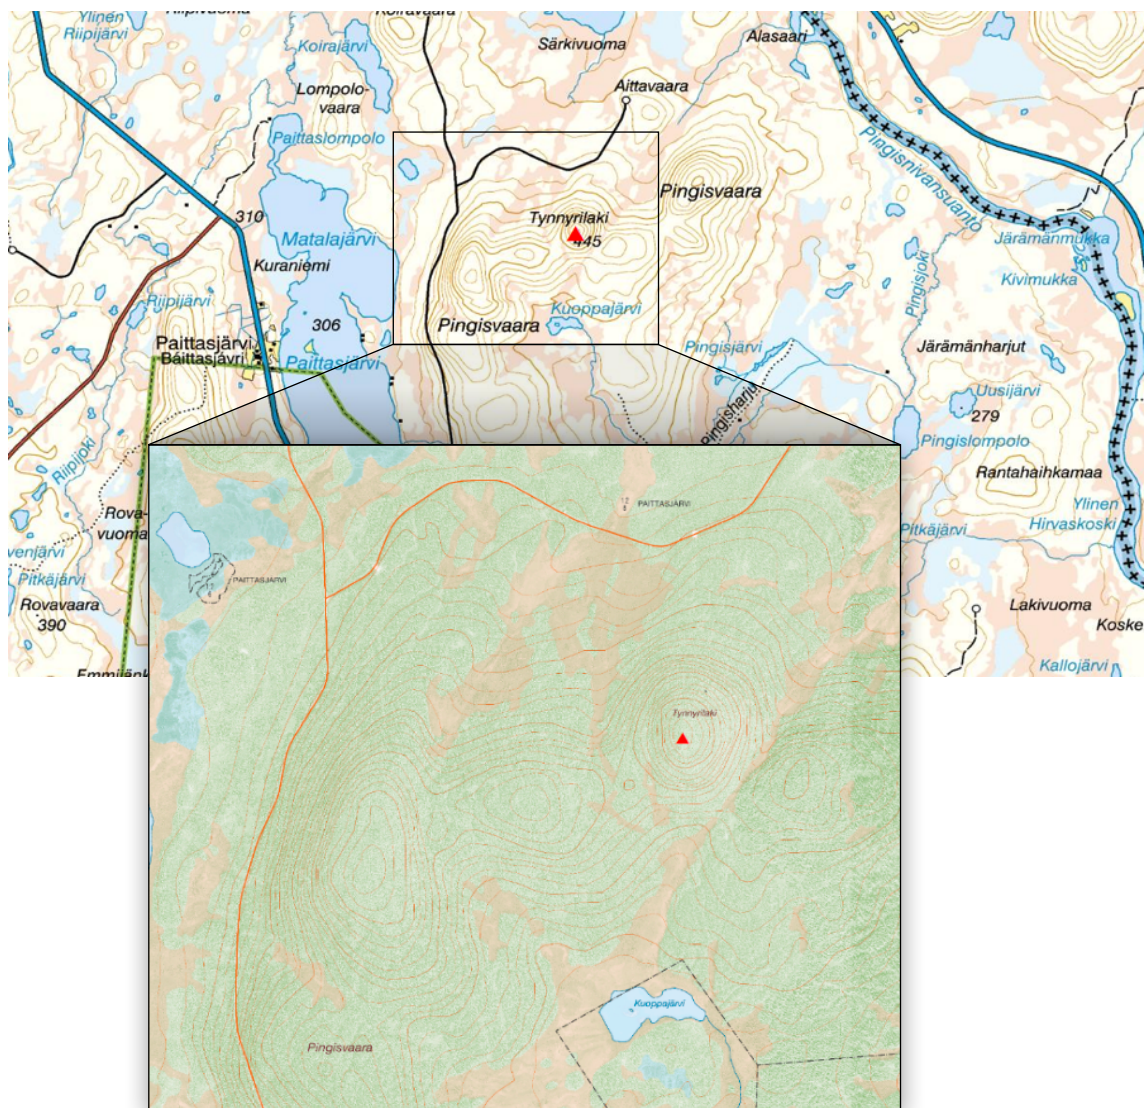 Ylinen
Riipijärvi
Koirajärvi
Särkivuoma
Alasaari
Lompolo-
vaara
Aittavaara
Paittaslompolo
Pingisnivansuanto
Pingisvaara
310
Tynnyrilaki
445
Matalajärvi
Järämänmukka
Kuraniemi
Kivimukka
Pingisjoki
Riipijärvi
Kuoppajärvi
306
Pingisvaara
Paittasjärvi
Báittasjávri
Paittasjärvi
Pingisjärvi
Järämänharjut
Uusijärvi
279
Pingisharju
Pingislompolo
Riipijoki
Rantahaihkamaa
Rova-
vuoma
Ylinen
Hirvaskoski
Pitkäjärvi
venjärvi
Pitkäjärvi
Rovavaara
390
Lakivuoma
Koske
Kallojärvi
PAITTASJÄRVI
PAITTASJÄRVI
Tynnyrilaki
Kuoppajärvi
Pingisvaara